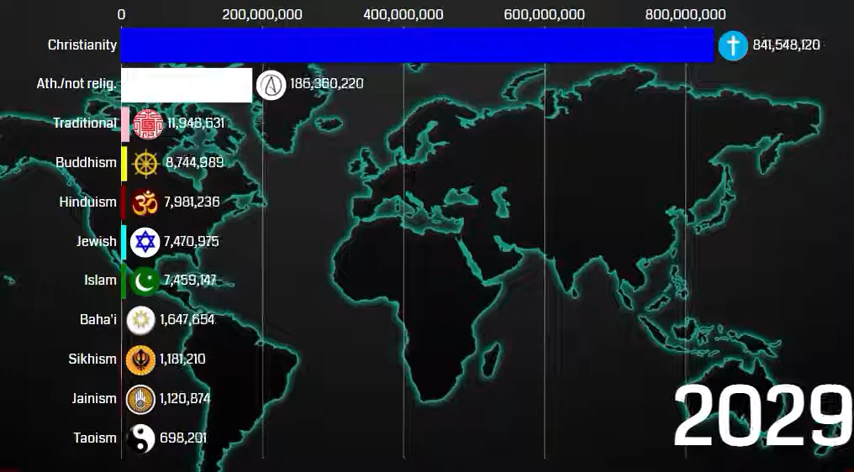 0 200,000,000 400,000,000 600,000,000 800,000,000
Christianity 841,548,120
Ath./not relig. 186,360,220
Traditional 11,948,631
Buddhism 8,744,989
Hinduism 7,981,236
Jewish 7,470,975
Islam 7,459,147
Baha'i 1,647,654
Sikhism 1,181,210
Jainism 1,120,874
Taoism 698,201
2029